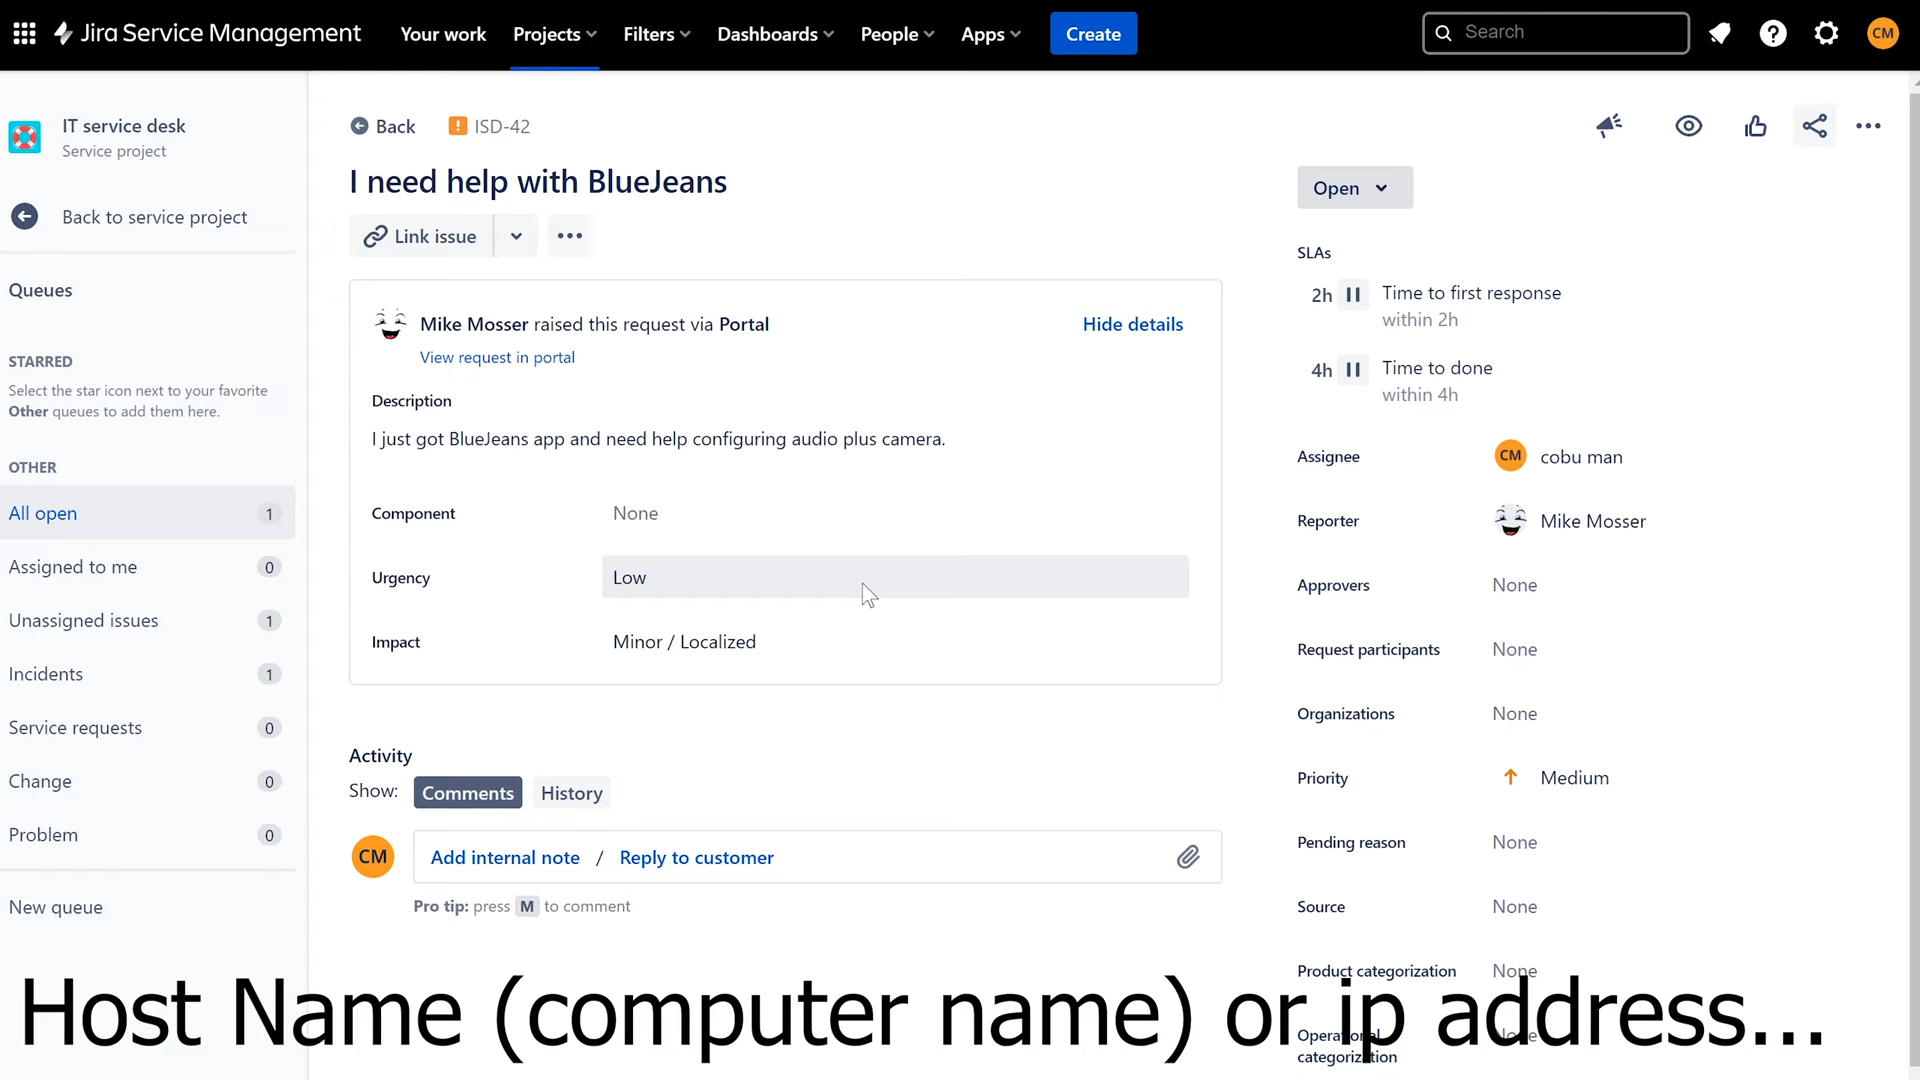 Jira Service Management
Your work
Projects
Filters
Dashboards
People
Apps
Create
Search
CM
IT service desk
Service project
Back to service project
Queues
STARRED
Select the star icon next to your favorite
Other queues to add them here.
OTHER
All open 1
Assigned to me 0
Unassigned issues 1
Incidents 1
Service requests 0
Change 0
Problem 0
New queue
Back
ISD-42
I need help with BlueJeans
Link issue
Mike Mosser raised this request via Portal
Hide details
View request in portal
Description
I just got BlueJeans app and need help configuring audio plus camera.
Component None
Urgency Low
Impact Minor / Localized
Activity
Show: Comments History
CM
Add internal note / Reply to customer
Pro tip: press M to comment
Open
SLAs
2h Time to first response
within 2h
4h Time to done
within 4h
Assignee CM cobu man
Reporter Mike Mosser
Approvers None
Request participants None
Organizations None
Priority Medium
Pending reason None
Source None
Product categorization None
Operational None
categorization
Host Name (computer name) or ip address...